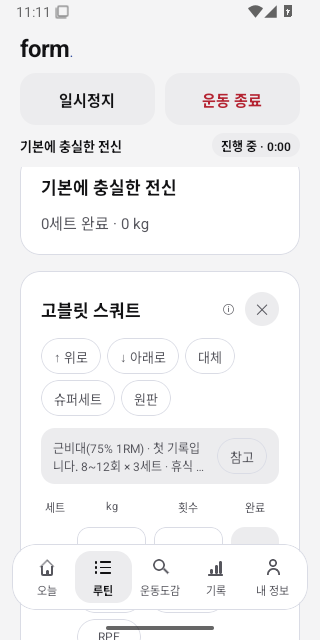 11:11
form.
일시정지
운동 종료
기본에 충실한 전신
진행 중 · 0:00
기본에 충실한 전신
0세트 완료 · 0 kg
고블릿 스쿼트
↑ 위로
↓ 아래로
대체
슈퍼세트
원판
근비대(75% 1RM) · 첫 기록입
니다. 8~12회 × 3세트 · 휴식 ...
참고
세트
kg
횟수
완료
오늘
루틴
운동도감
기록
내 정보
RPE